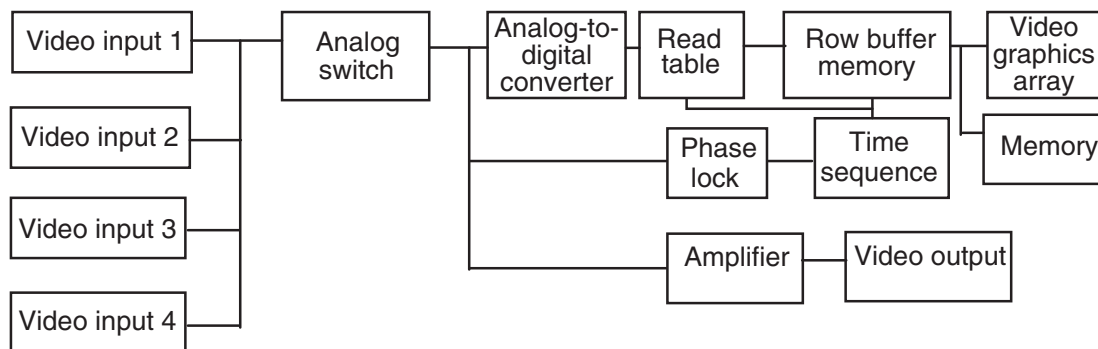 Video input 1
Video input 2
Video input 3
Video input 4
Analog
switch
Analog-to-
digital
converter
Read
table
Row buffer
memory
Video
graphics
array
Memory
Phase
lock
Time
sequence
Amplifier
Video output